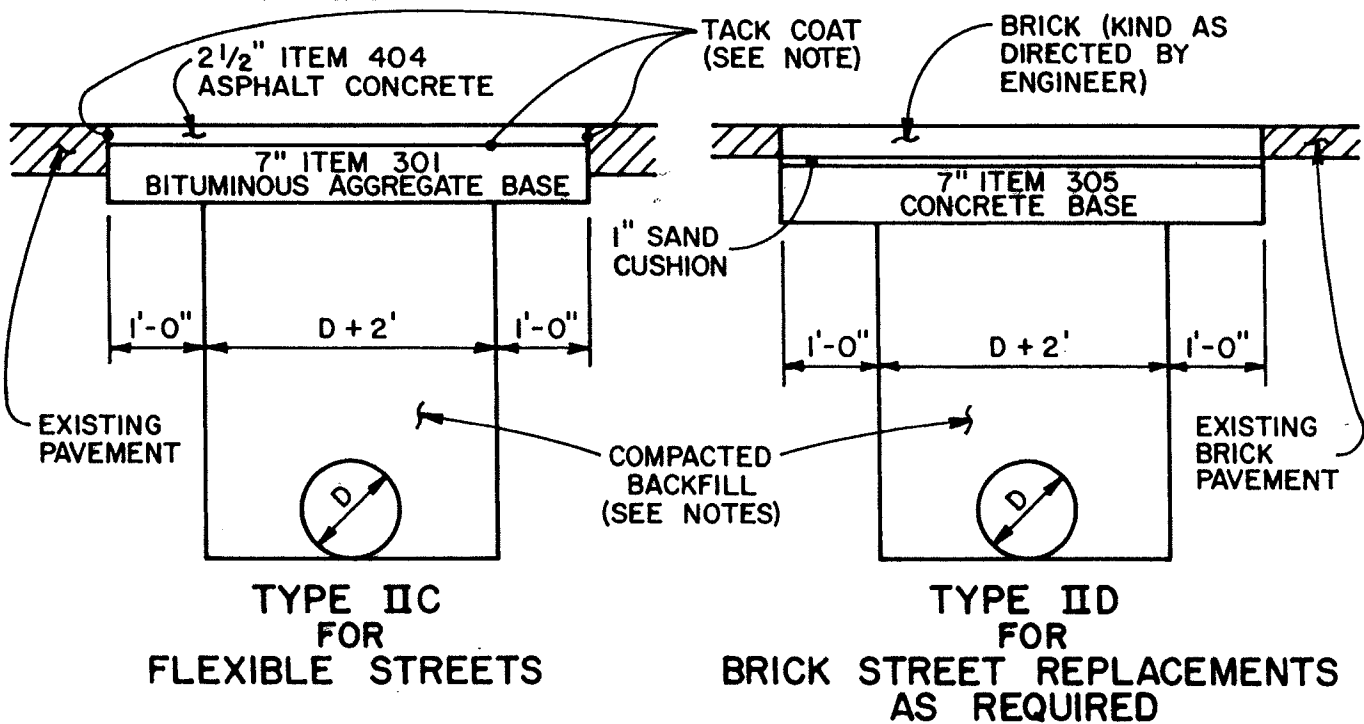 2 1/2" ITEM 404
ASPHALT CONCRETE
TACK COAT
(SEE NOTE)
BRICK (KIND AS
DIRECTED BY
ENGINEER)
7" ITEM 301
BITUMINOUS AGGREGATE BASE
7" ITEM 305
CONCRETE BASE
1" SAND
CUSHION
1'-0"
D + 2'
1'-0"
1'-0"
D + 2'
1'-0"
EXISTING
PAVEMENT
COMPACTED
BACKFILL
(SEE NOTES)
EXISTING
BRICK
PAVEMENT
D
D
TYPE IIC
FOR
FLEXIBLE STREETS
TYPE IID
FOR
BRICK STREET REPLACEMENTS
AS REQUIRED